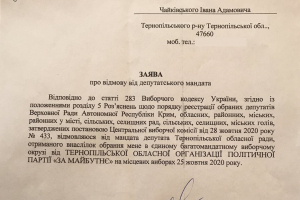 Чайківського Івана Адамовича
Тернопільського р-ну Тернопільської обл..,
47660
моб. тел.:
ЗАЯВА
про відмову від депутатського мандата
Відповідно до статті 283 Виборчого кодексу України, згідно із
положеннями розділу 5 Роз'яснень щодо порядку реєстрації обраних депутатів
Верховної Ради Автономної Республіки Крим, обласних, районних, міських,
районних у місті, сільських, селищних рад, сільських, селищних, міських голів,
затверджених постановою Центральної виборчої комісії від 28 жовтня 2020 року
№ 433, відмовляюся від мандата депутата Тернопільської обласної ради,
отриманого внаслідок обрання мене в єдиному багатомандатному виборчому
окрузі від ТЕРНОПІЛЬСЬКОЇ ОБЛАСНОЇ ОРГАНІЗАЦІЇ ПОЛІТИЧНОЇ
ПАРТІЇ «ЗА МАЙБУТНЄ» на місцевих виборах 25 жовтня 2020 року.